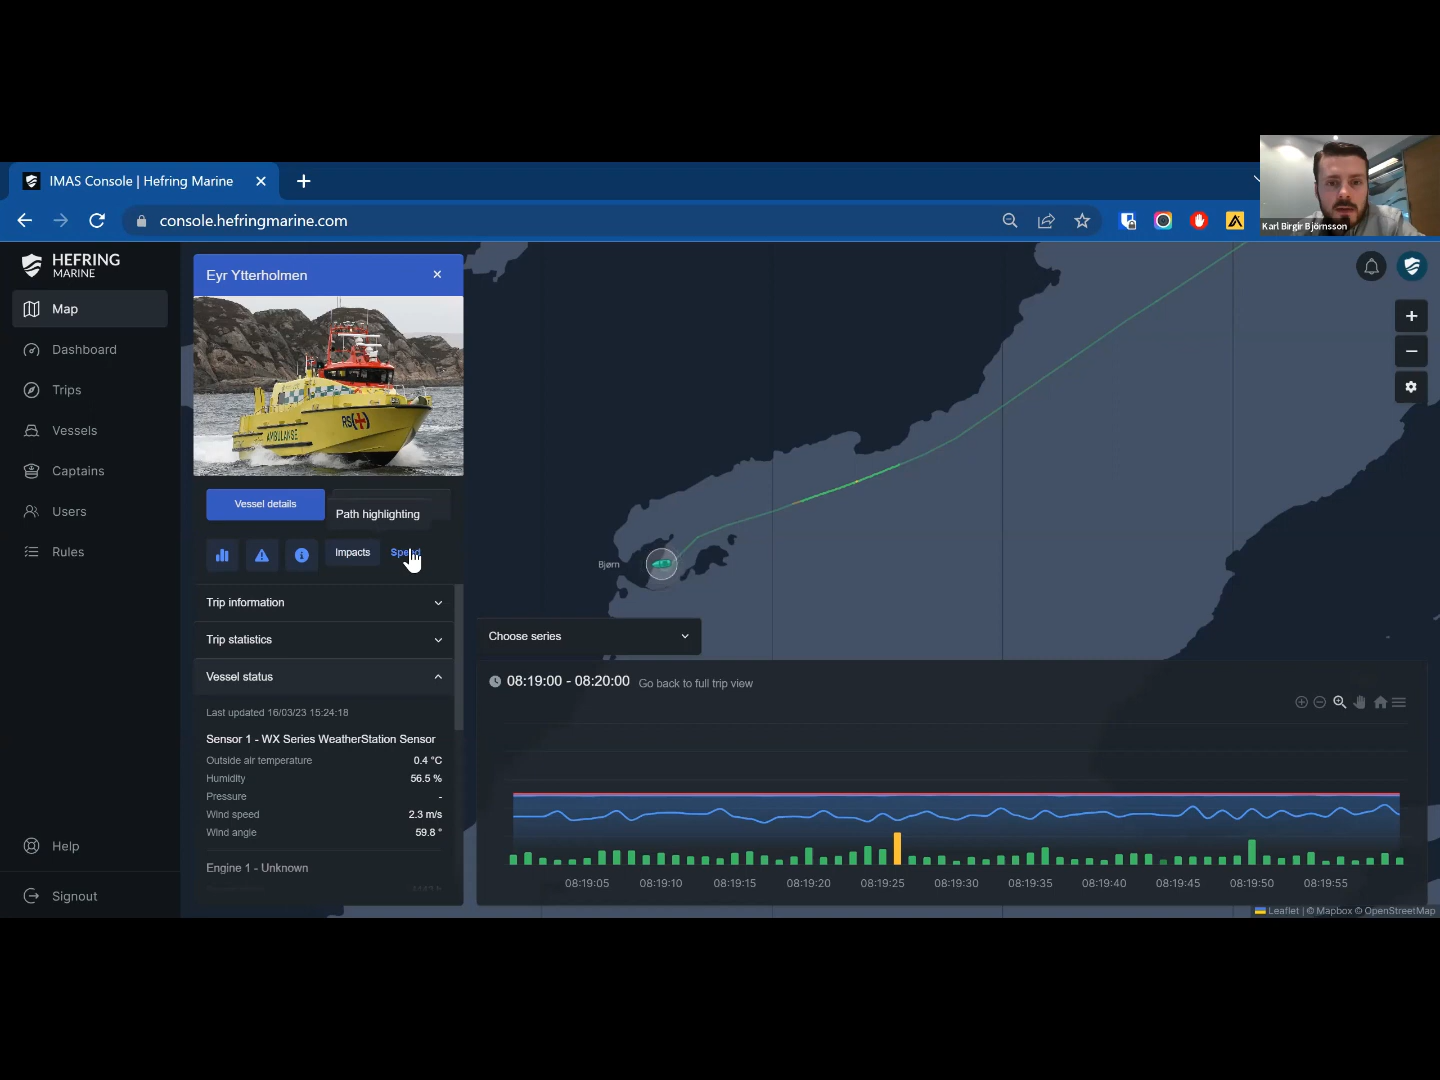 IMAS Console | Hefring Marine
console.hefringmarine.com
Karl Birgir Björnsson
HEFRING
MARINE
Map
Dashboard
Trips
Vessels
Captains
Users
Rules
Help
Signout
Eyr Ytterholmen
RS
AMBULANSE
Vessel details
Path highlighting
Impacts
Speed
Trip information
Trip statistics
Vessel status
Last updated 16/03/23 15:24:18
Sensor 1 - WX Series WeatherStation Sensor
Outside air temperature 0.4 °C
Humidity 56.5 %
Pressure -
Wind speed 2.3 m/s
Wind angle 59.8 °
Engine 1 - Unknown
Bjørn
Choose series
08:19:00 - 08:20:00 Go back to full trip view
08:19:05 08:19:10 08:19:15 08:19:20 08:19:25 08:19:30 08:19:35 08:19:40 08:19:45 08:19:50 08:19:55
Leaflet | © Mapbox © OpenStreetMap